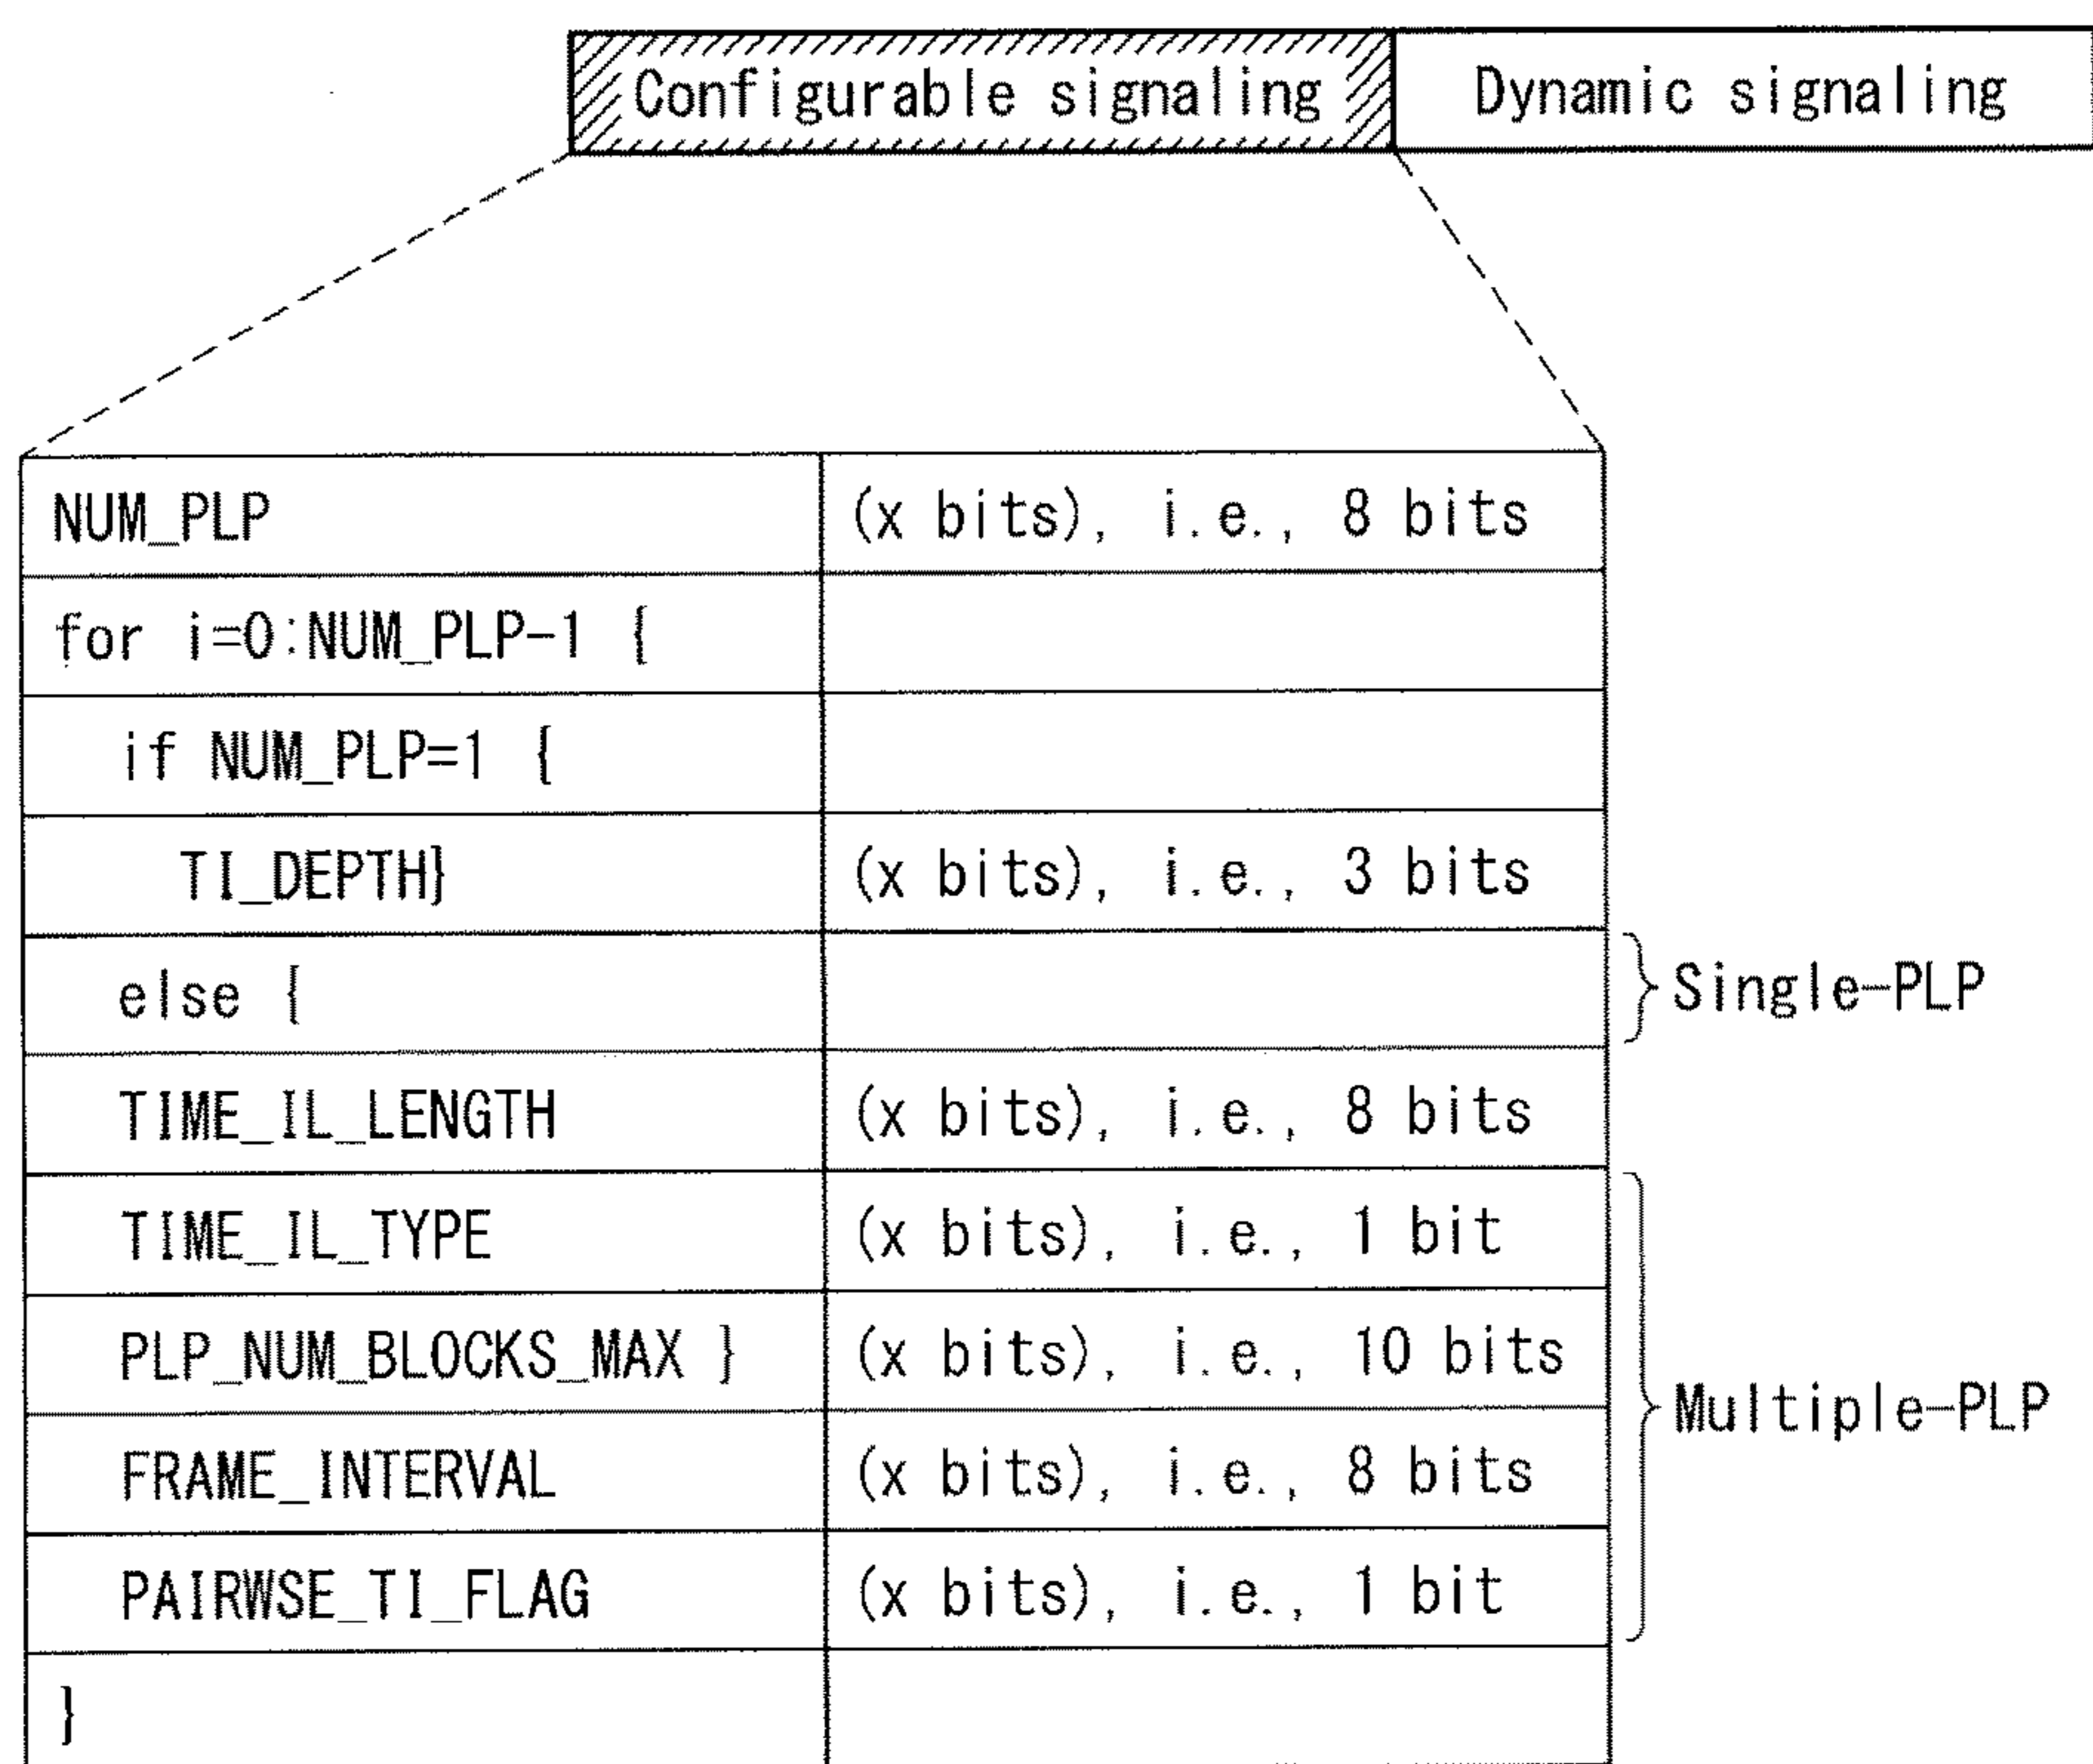 Configurable signaling Dynamic signaling
NUM_PLP (x bits), i.e., 8 bits
for i=0:NUM_PLP-1 {
if NUM_PLP=1 {
TI_DEPTH} (x bits), i.e., 3 bits
else { Single-PLP
TIME_IL_LENGTH (x bits), i.e., 8 bits
TIME_IL_TYPE (x bits), i.e., 1 bit
PLP_NUM_BLOCKS_MAX } (x bits), i.e., 10 bits
Multiple-PLP
FRAME_INTERVAL (x bits), i.e., 8 bits
PAIRWSE_TI_FLAG (x bits), i.e., 1 bit
}